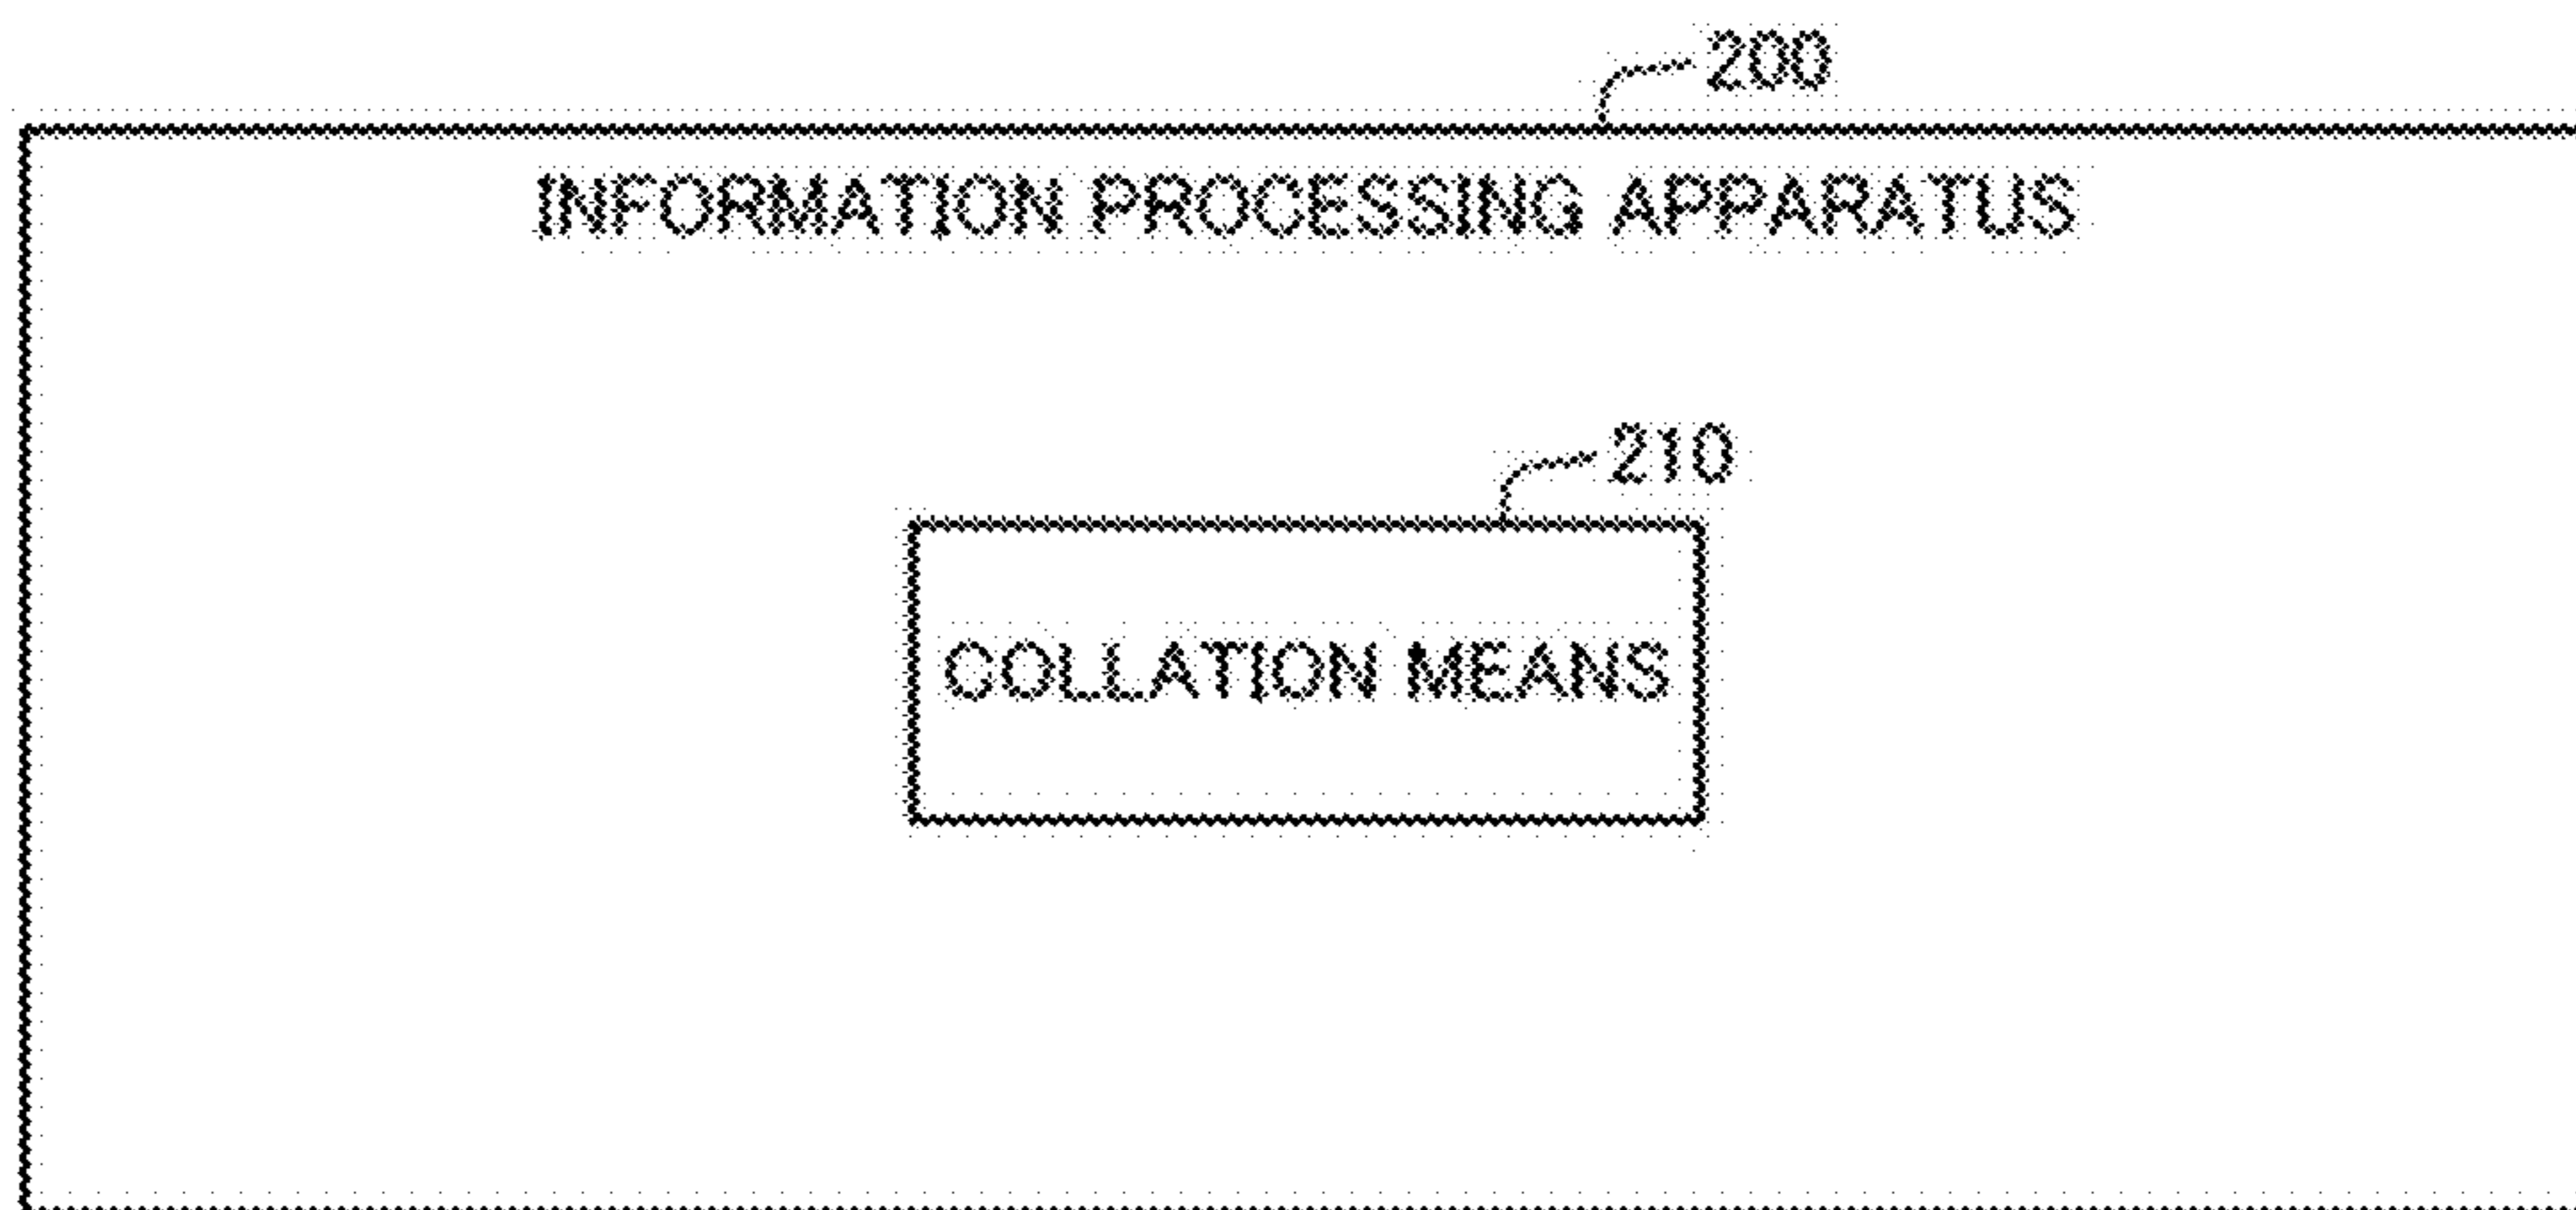 200
INFORMATION PROCESSING APPARATUS
210
COLLATION MEANS